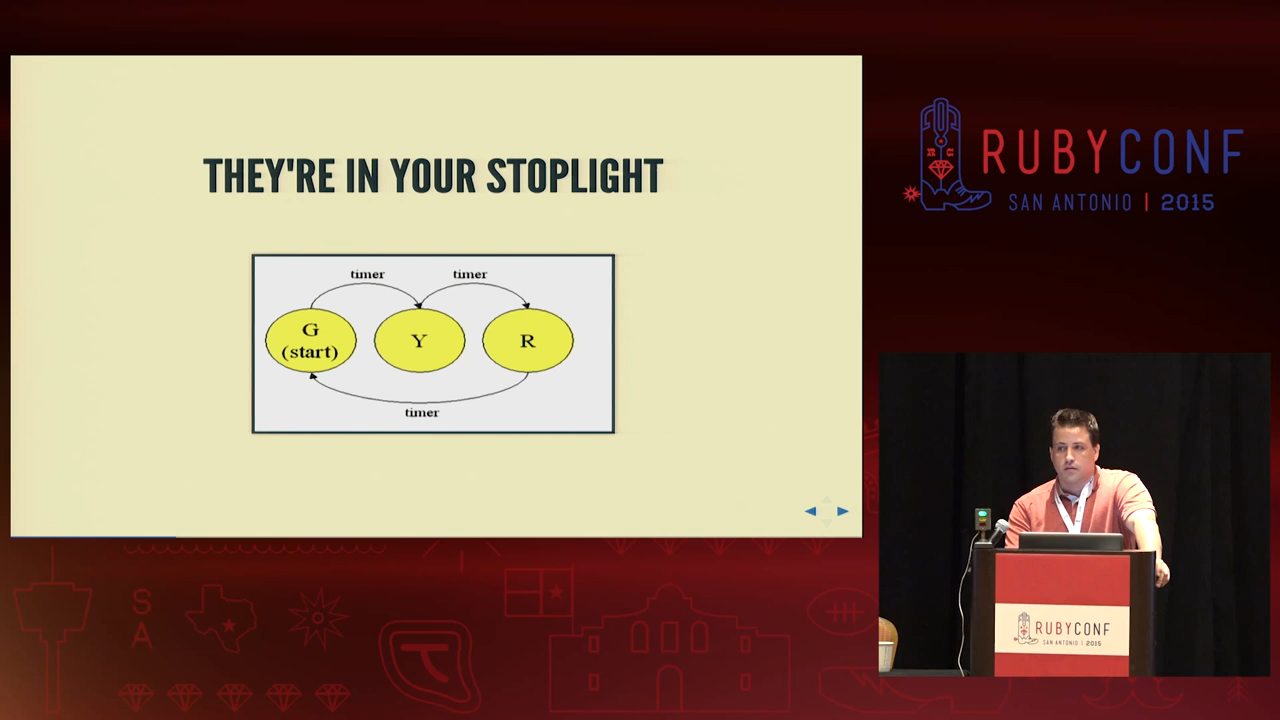 THEY'RE IN YOUR STOPLIGHT
timer
timer
G
(start)
Y
R
timer
RUBYCONF
SAN ANTONIO | 2015
S
A
RUBYCONF
SAN ANTONIO | 2015